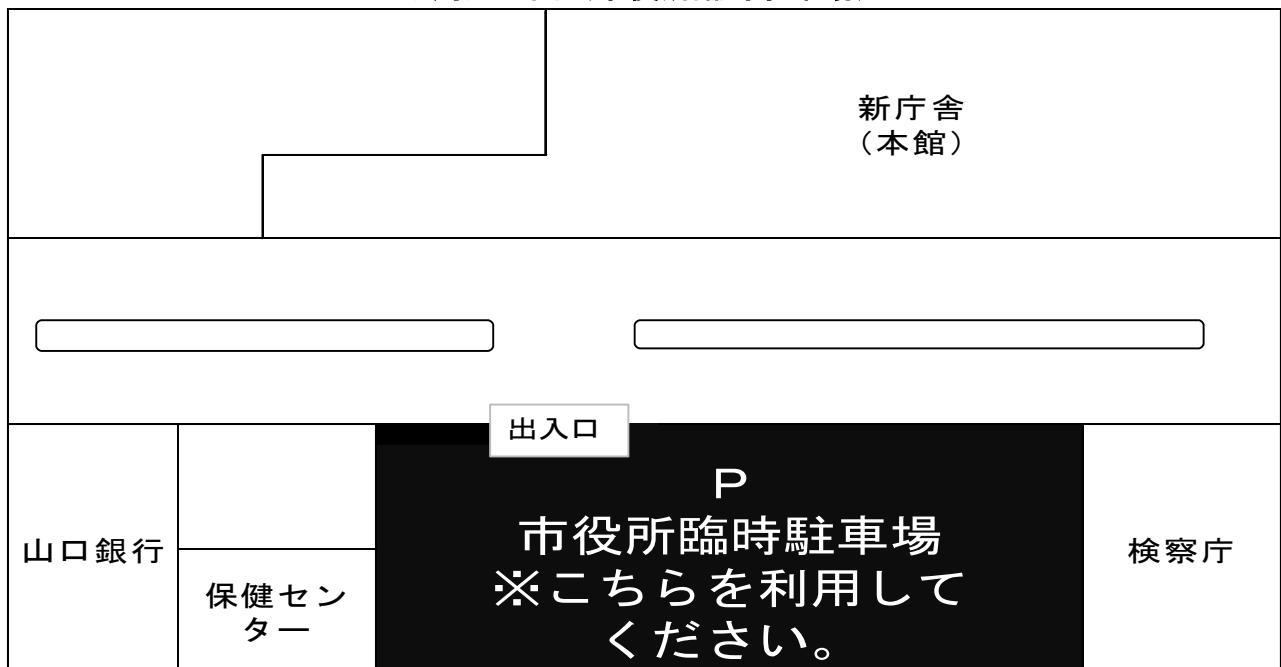 新庁舎
（本館）
出入口
P
市役所臨時駐車場
※こちらを利用して
ください。
山口銀行
保健セン
ター
検察庁